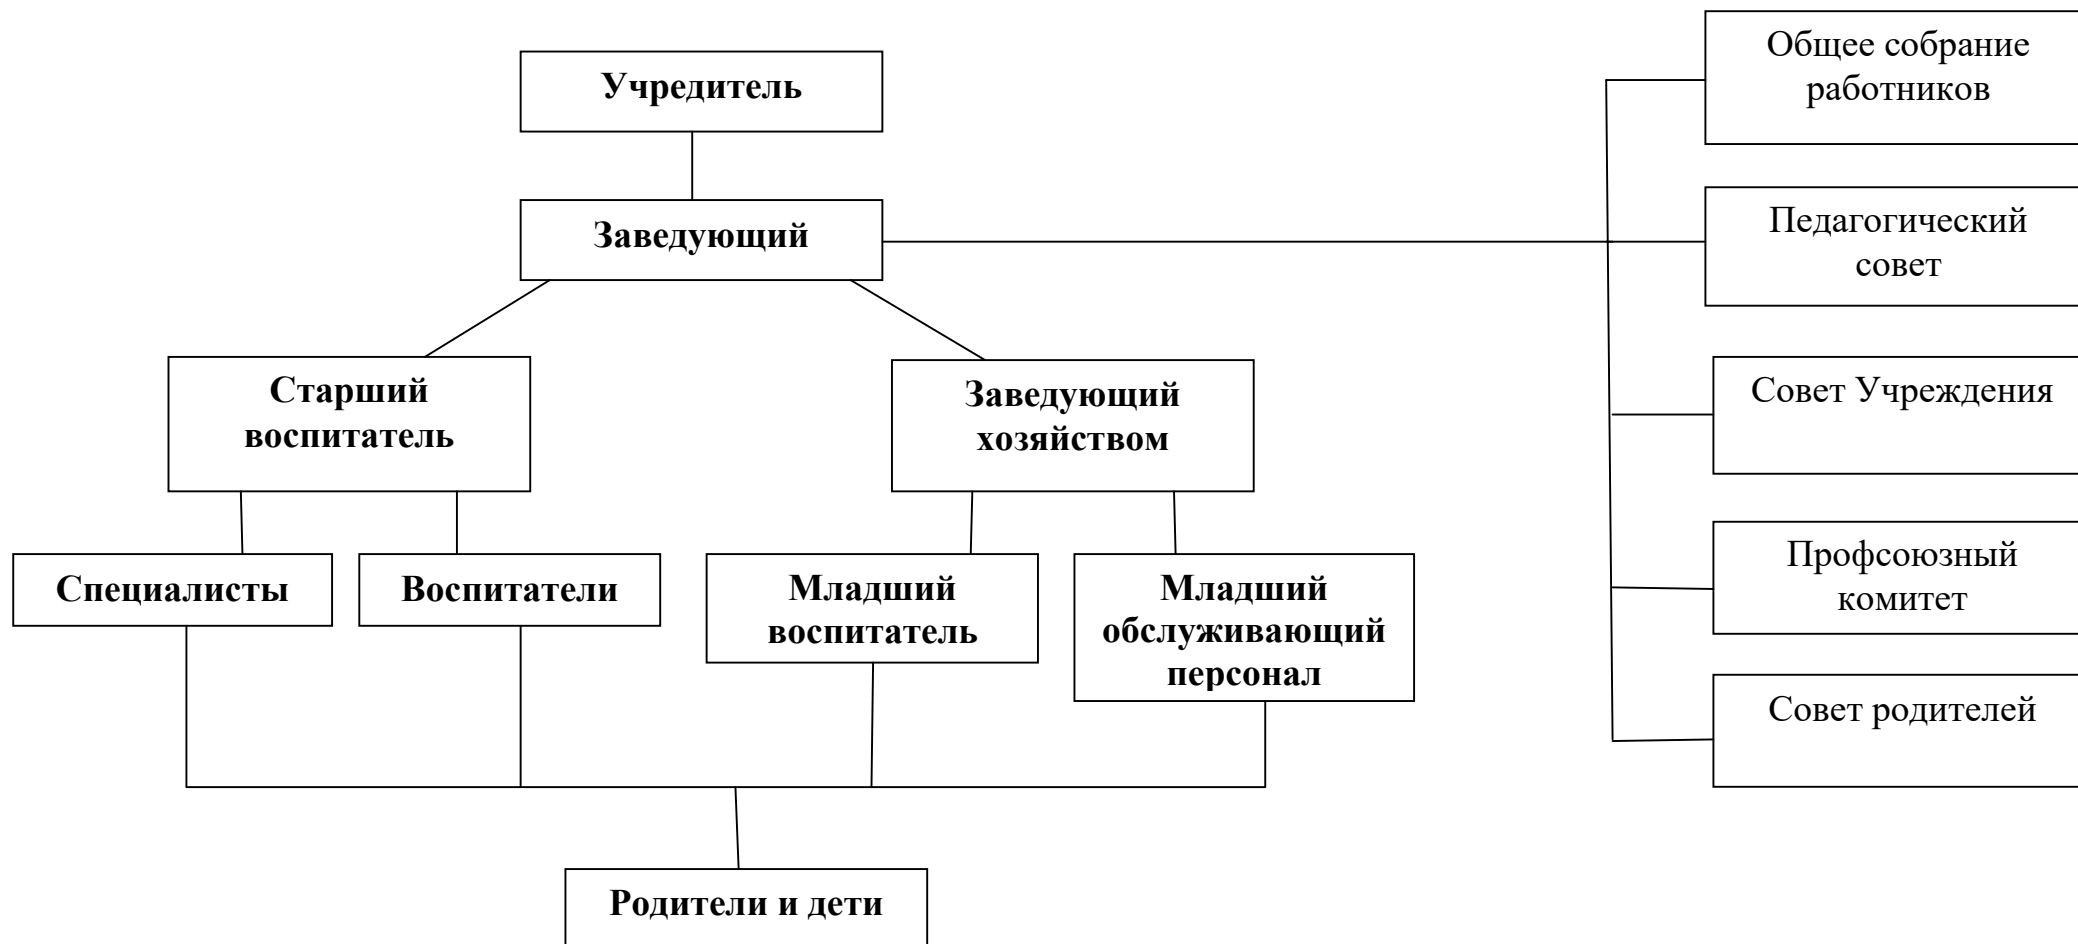 Учредитель
Заведующий
Старший
воспитатель
Заведующий
хозяйством
Специалисты
Воспитатели
Младший
воспитатель
Младший
обслуживающий
персонал
Родители и дети
Общее собрание
работников
Педагогический
совет
Совет Учреждения
Профсоюзный
комитет
Совет родителей